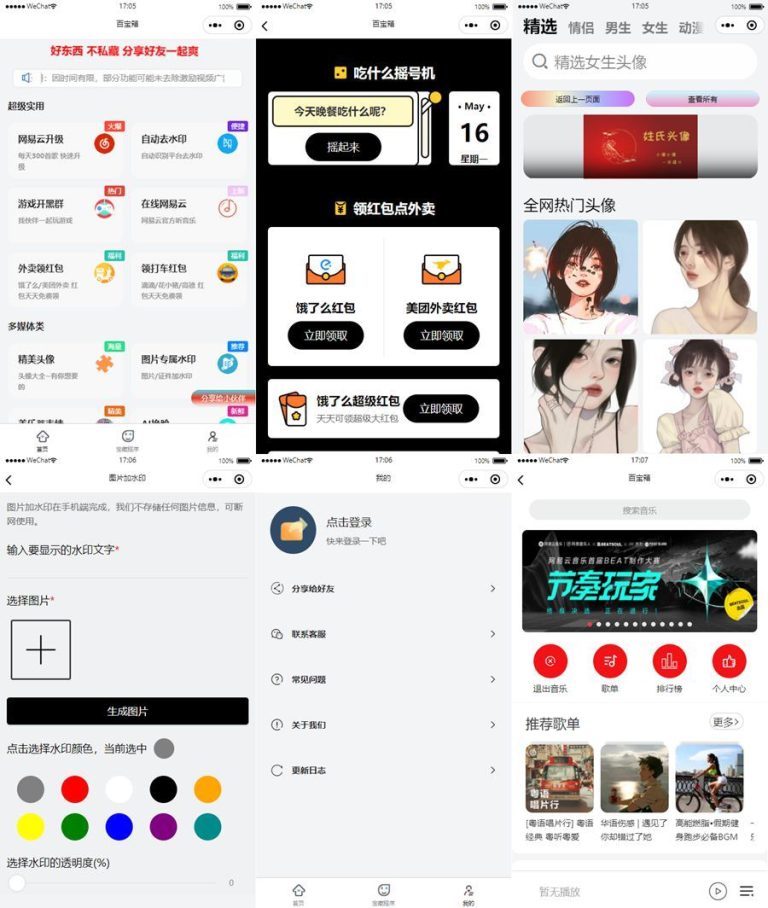 WeChat 17:05 100%
百宝箱
好东西 不私藏 分享好友一起爽
因时间有限，部分功能可能未去除激励视频广
超级实用
火爆
便捷
网易云升级
自动去水印
每天300首歌 快速升级
自动识别平台去水印
热门
游戏开黑群
在线网易云
找伙伴一起玩游戏
网易云官方听音乐
福利
福利
外卖领红包
领打车红包
饿了么/美团外卖 红包天天免费领
滴滴/花小猪/高德 红包天天免费领
多媒体类
海量
推荐
精美头像
图片专属水印
头像大全-有你想要的
图片/证件加水印
分享给小伙伴
精美
新鲜
首页
宝藏程序
我的
WeChat 17:05 100%
百宝箱
吃什么摇号机
今天晚餐吃什么呢?
摇起来
• May •
16
星期一
领红包点外卖
饿了么红包
美团外卖红包
立即领取
立即领取
饿了么超级红包
天天可领超级大红包
立即领取
WeChat 17:05 100%
精选 情侣 男生 女生 动漫
精选女生头像
返回上一页面
查看所有
姓氏头像
全网热门头像
WeChat 17:06 100%
图片加水印
图片加水印在手机端完成，我们不存储任何图片信息，可断
网使用。
输入要显示的水印文字*
选择图片*
生成图片
点击选择水印颜色，当前选中
选择水印的透明度(%)
0
WeChat 17:06 100%
我的
点击登录
快来登录一下吧
分享给好友
联系客服
常见问题
关于我们
更新日志
首页
宝藏程序
我的
WeChat 17:07 100%
百宝箱
搜索音乐
网易云音乐首届BEAT制作大赛
节奏玩家
退出音乐
歌单
排行榜
个人中心
推荐歌单
更多>
粤语
唱片行
[粤语唱片行] 粤语
经典 粤听粤爱
华语伤感 | 遇见了
你却错过了她
高能燃脂•假期健
身跑步必备BGM
暂无播放